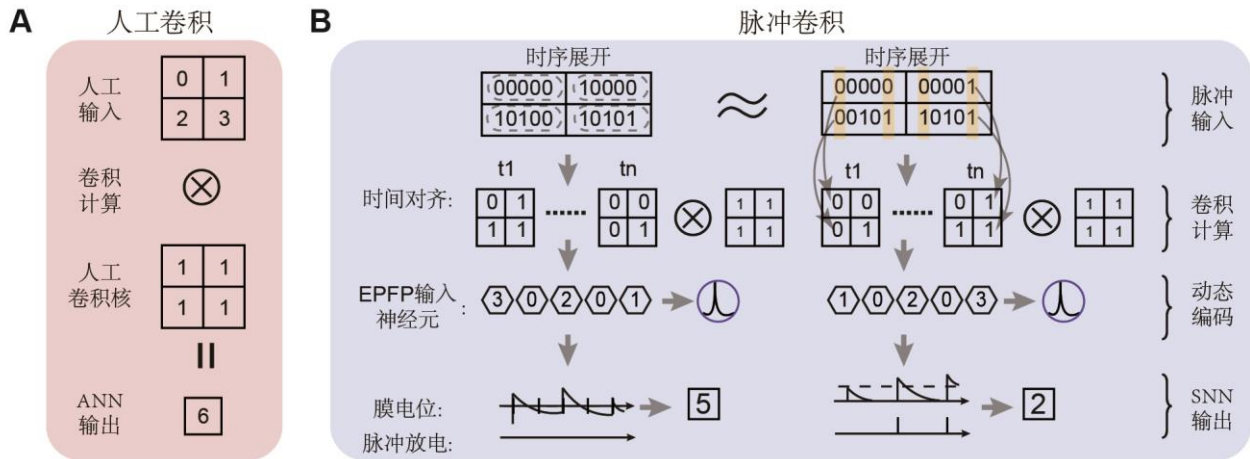 A 人工卷积
人工
输入
0 1
2 3
卷积
计算
人工
卷积核
1 1
1 1
ANN
输出
6
B 脉冲卷积
时序展开 时序展开
00000 10000
10100 10101
00000 00001
00101 10101
脉冲
输入
时间对齐:
t1 tn
0 1
1 1
......
0 0
0 1
1 1
1 1
t1 tn
0 0
0 1
......
0 1
1 1
1 1
1 1
卷积
计算
EPFP输入
神经元:
3 0 2 0 1
1 0 2 0 3
动态
编码
膜电位:
5
2
脉冲放电:
SNN
输出